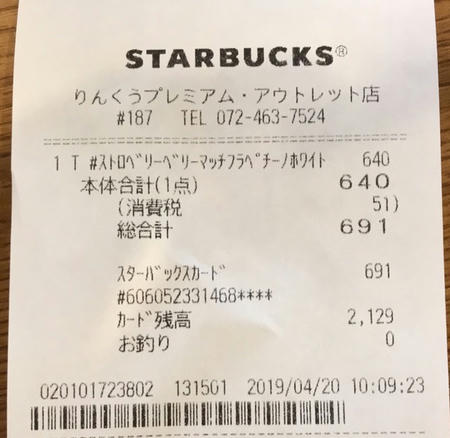 STARBUCKS®
りんくうプレミアム・アウトレット店
#187 TEL 072-463-7524
1 T #ストロベリーベリーマッチフラペチーノホワイト 640
本体合計(1点) 640
(消費税 51)
総合計 691
スターバックスカード 691
#606052331468****
カード残高 2,129
お釣り 0
020101723802 131501 2019/04/20 10:09:23